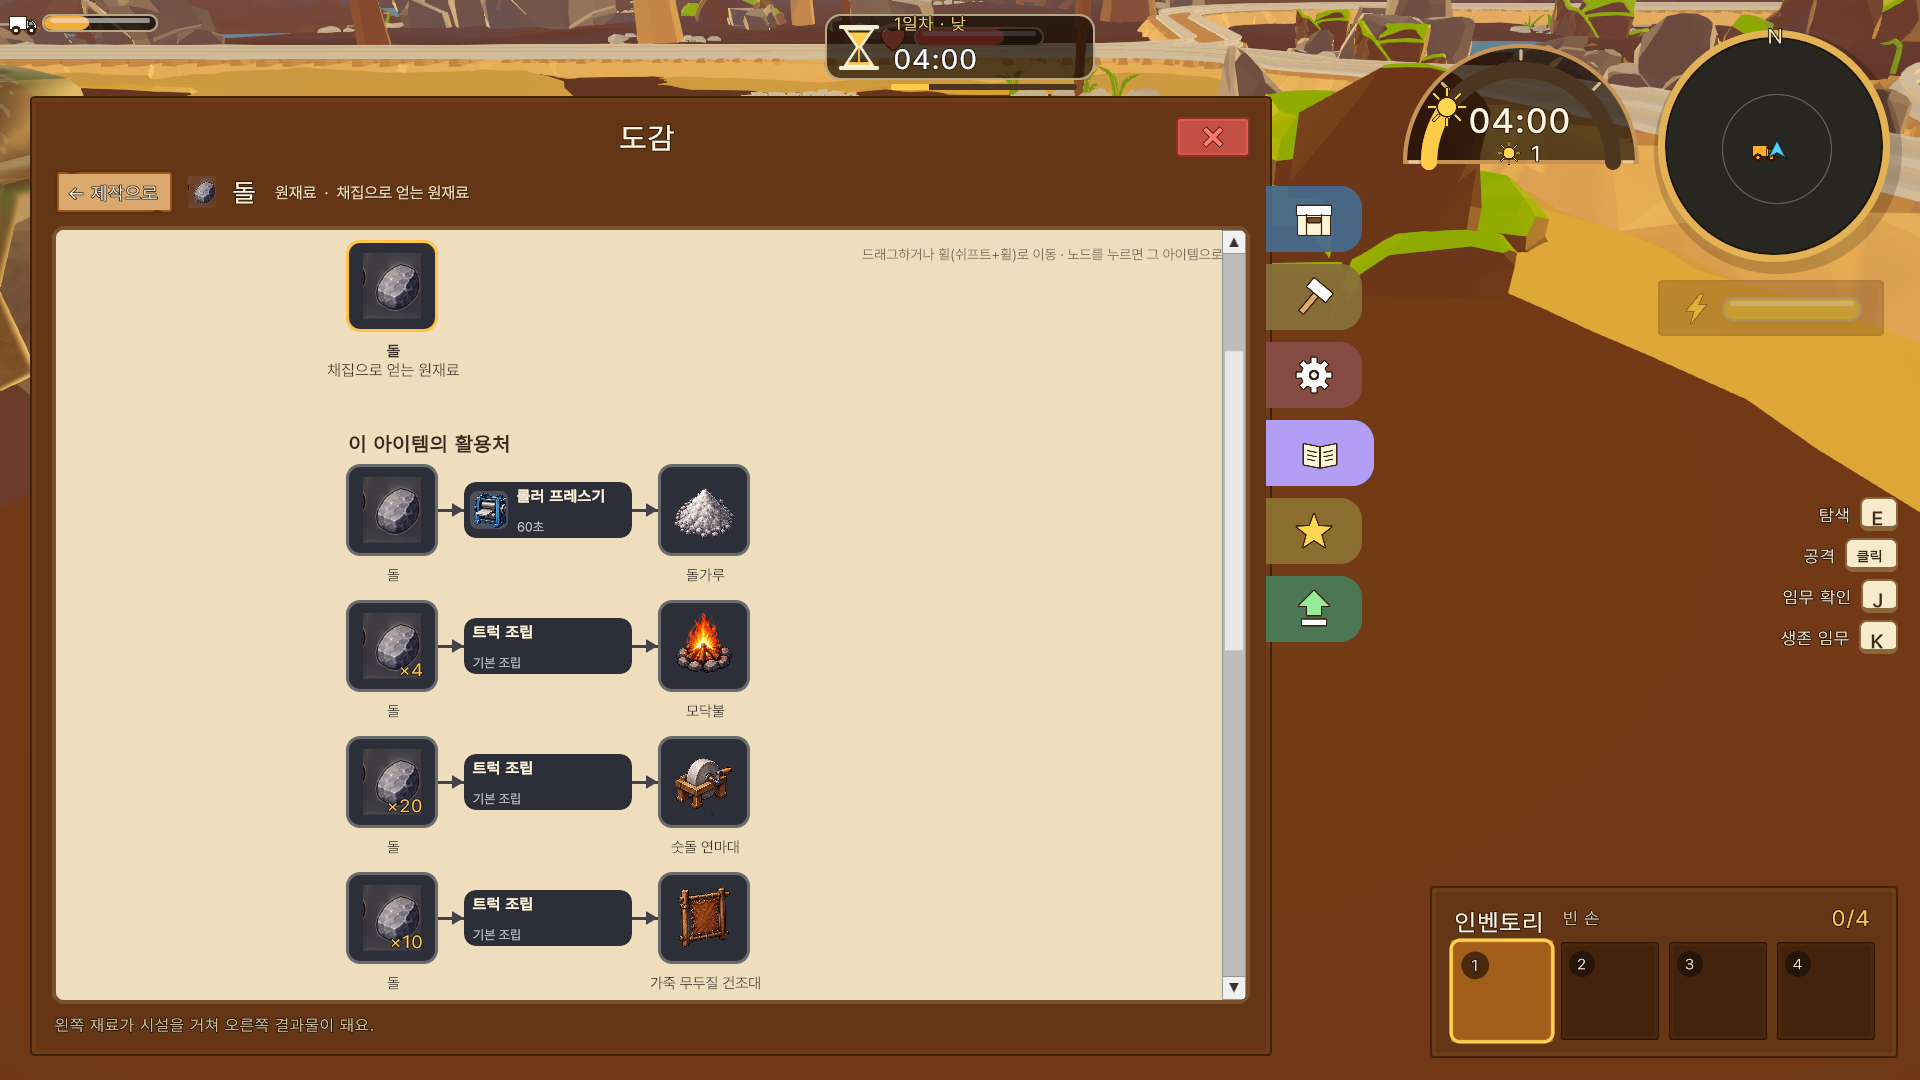 1일차 · 낮
04:00
N
04:00
1
도감
← 제작으로
돌
원재료 · 채집으로 얻는 원재료
드래그하거나 휠(쉬프트+휠)로 이동 · 노드를 누르면 그 아이템으로
돌
채집으로 얻는 원재료
이 아이템의 활용처
롤러 프레스기
60초
돌
돌가루
×4
트럭 조립
기본 조립
돌
모닥불
×20
트럭 조립
기본 조립
돌
숫돌 연마대
×10
트럭 조립
기본 조립
돌
가죽 무두질 건조대
왼쪽 재료가 시설을 거쳐 오른쪽 결과물이 돼요.
탐색 E
공격 클릭
임무 확인 J
생존 임무 K
인벤토리 빈 손 0/4
1 2 3 4